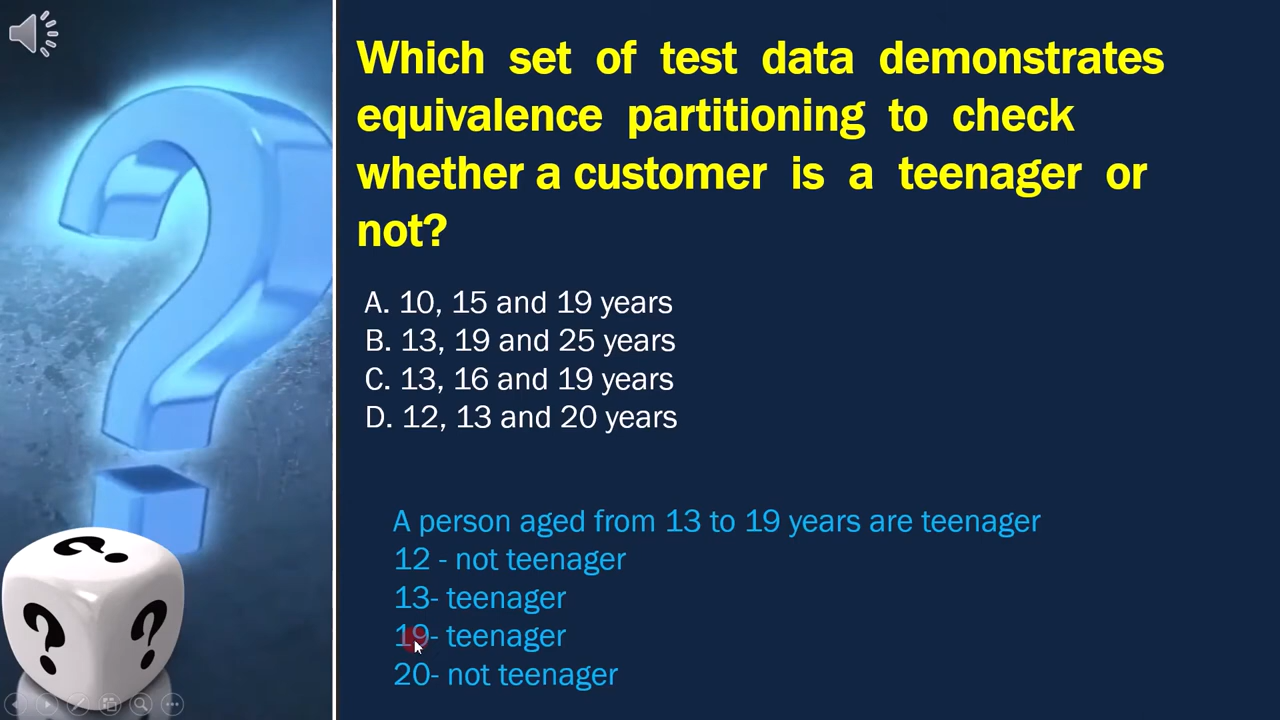 Which set of test data demonstrates
equivalence partitioning to check
whether a customer is a teenager or
not?
A. 10, 15 and 19 years
B. 13, 19 and 25 years
C. 13, 16 and 19 years
D. 12, 13 and 20 years
A person aged from 13 to 19 years are teenager
12 - not teenager
13- teenager
19- teenager
20- not teenager